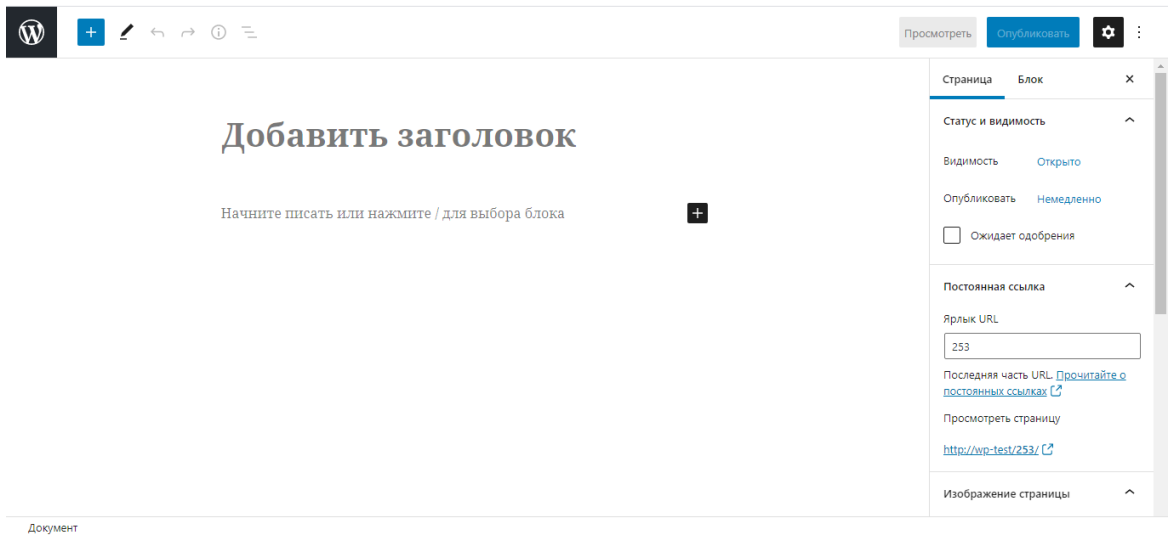 Просмотреть
Опубликовать
Страница
Блок
Статус и видимость
Добавить заголовок
Видимость
Открыто
Опубликовать
Немедленно
Начните писать или нажмите / для выбора блока
Ожидает одобрения
Постоянная ссылка
Ярлык URL
253
Последняя часть URL. Прочитайте о
постоянных ссылках
Просмотреть страницу
http://wp-test/253/
Изображение страницы
Документ